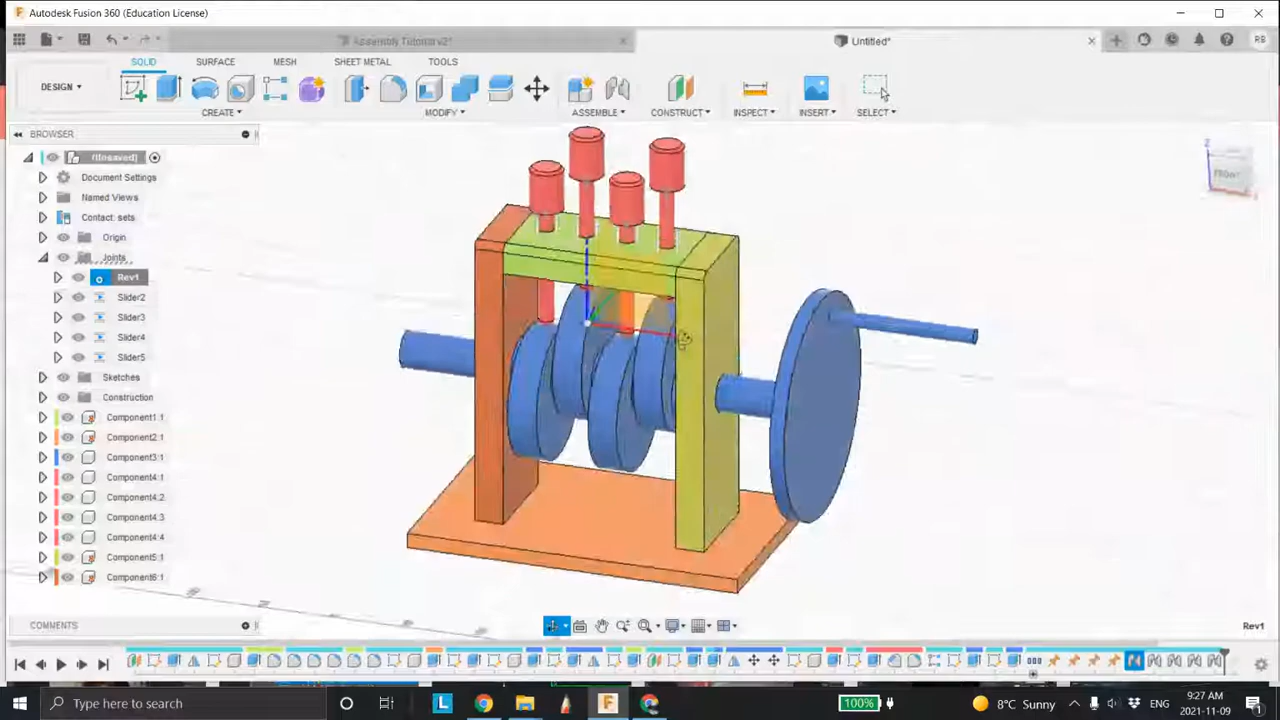 Autodesk Fusion 360 (Education License)
Assembly Tutorial v2*
Untitled*
RB
DESIGN
SOLID
SURFACE
MESH
SHEET METAL
TOOLS
CREATE
MODIFY
ASSEMBLE
CONSTRUCT
INSPECT
INSERT
SELECT
BROWSER
(Unsaved)
Document Settings
Named Views
Contact: sets
Origin
Joints
Rev1
Slider2
Slider3
Slider4
Slider5
Sketches
Construction
Component1:1
Component2:1
Component3:1
Component4:1
Component4:2
Component4:3
Component4:4
Component5:1
Component6:1
Z
FRONT
COMMENTS
Rev1
Type here to search
100%
8°C Sunny
ENG
9:27 AM
2021-11-09